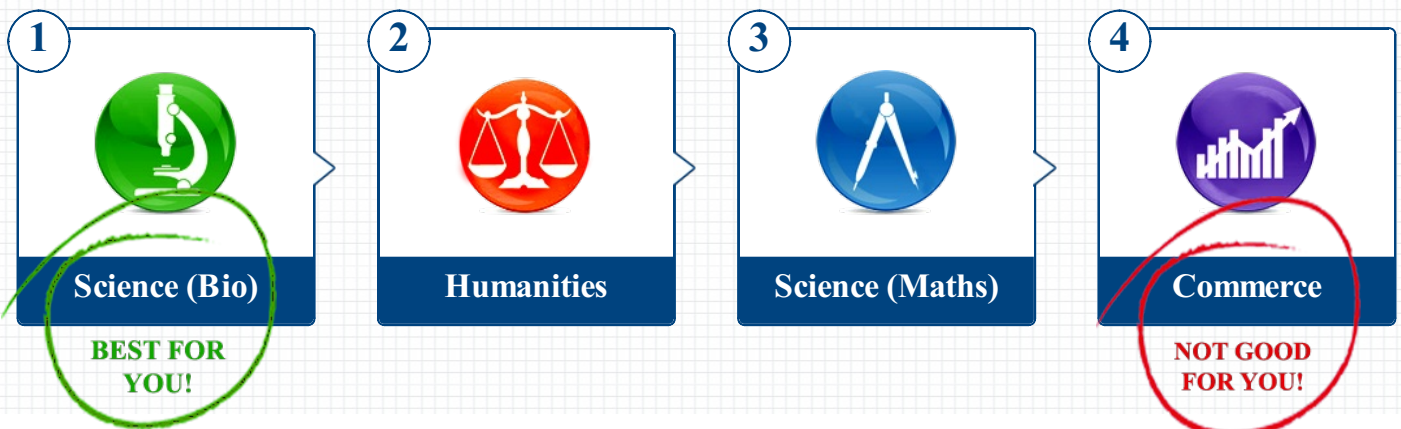 1
2
3
4
Science (Bio)
Humanities
Science (Maths)
Commerce
BEST FOR
YOU!
NOT GOOD
FOR YOU!